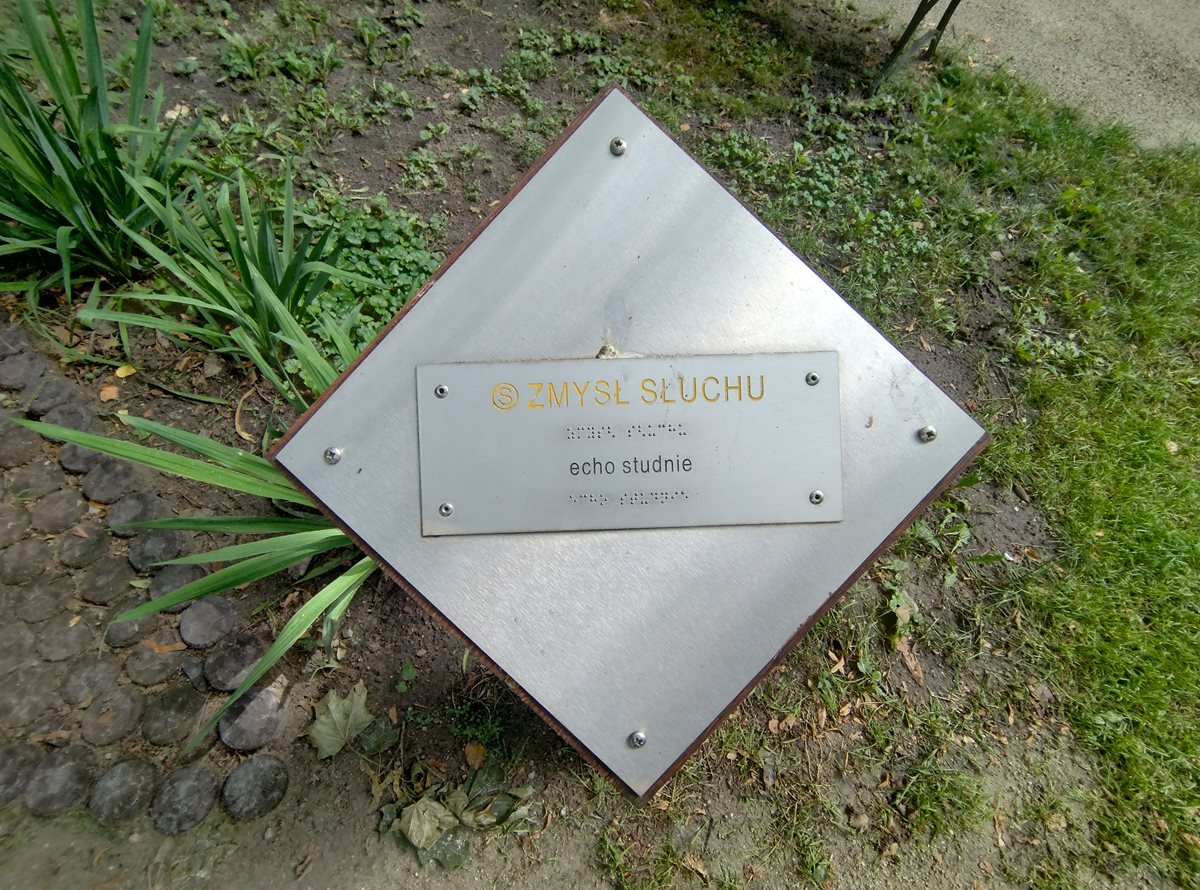 Ⓢ ZMYSŁ SŁUCHU
echo studnie